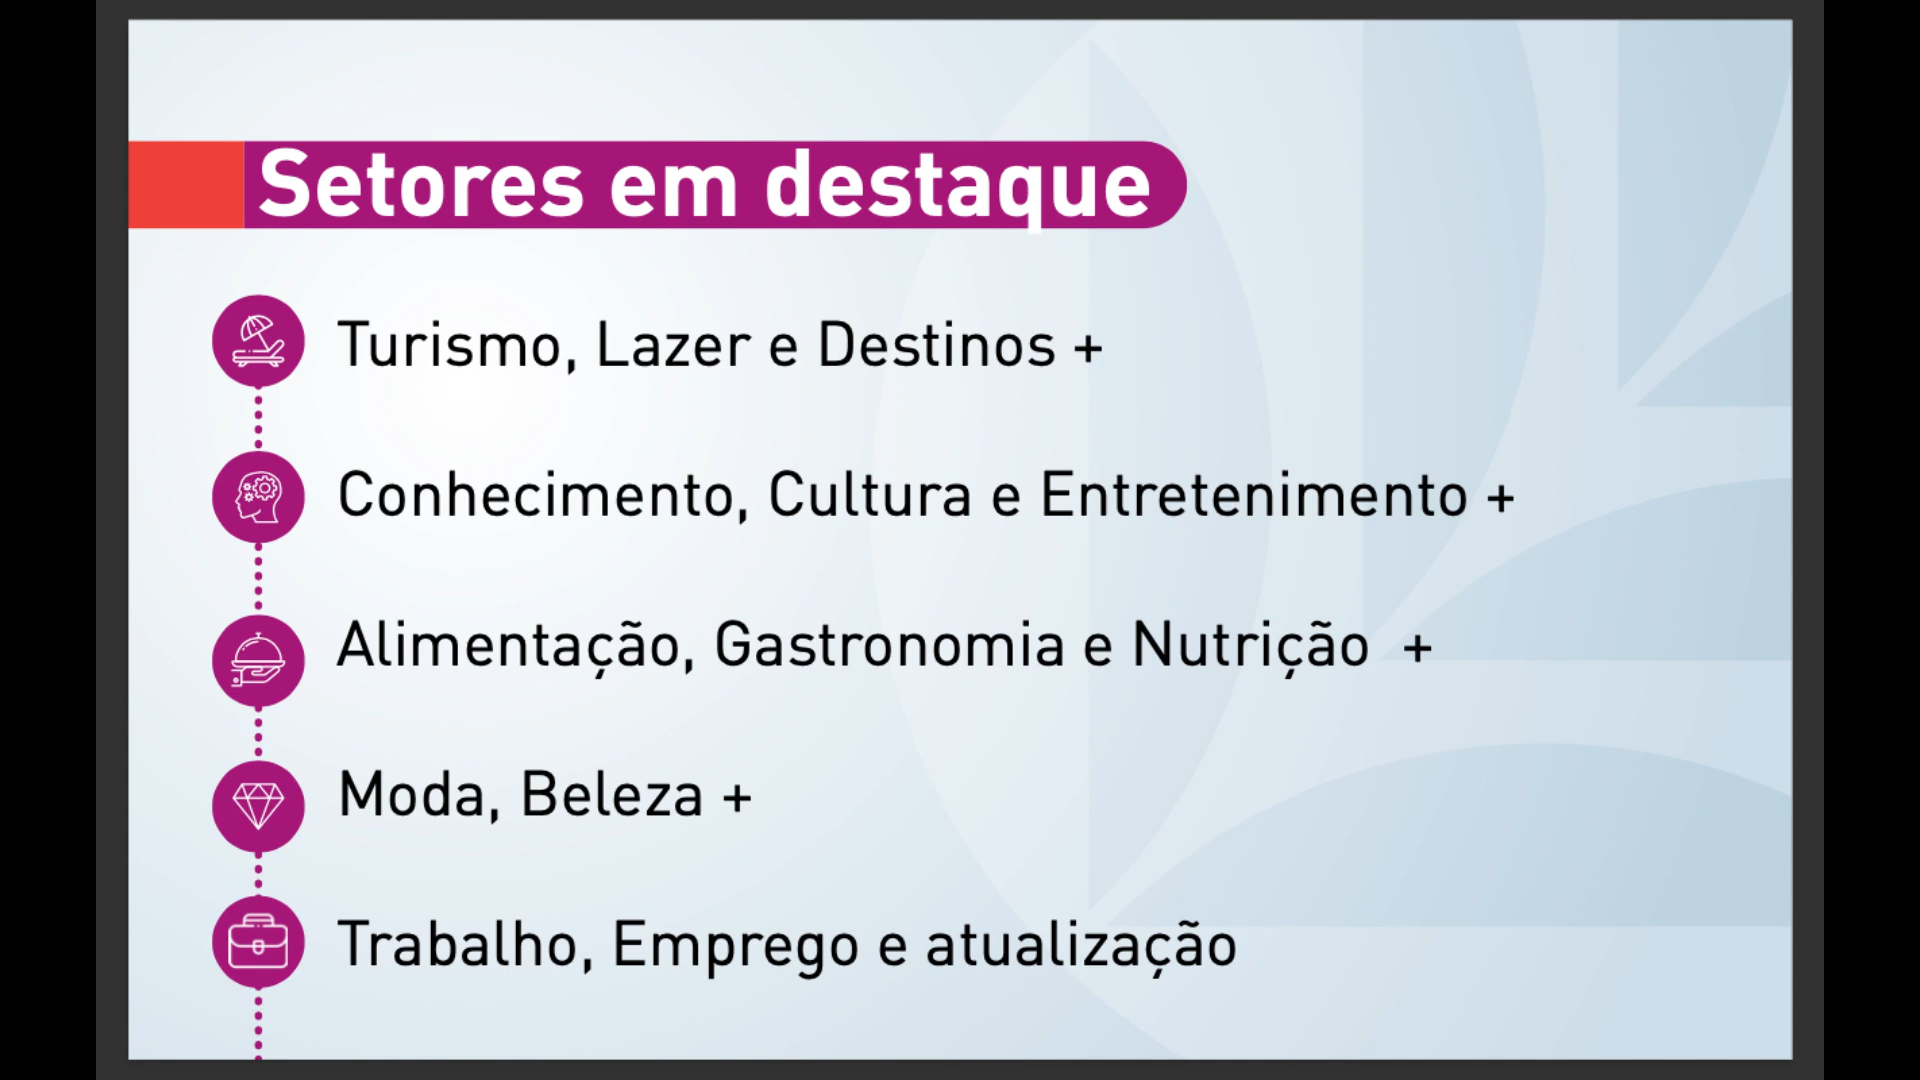 Setores em destaque
Turismo, Lazer e Destinos +
Conhecimento, Cultura e Entretenimento +
Alimentação, Gastronomia e Nutrição +
Moda, Beleza +
Trabalho, Emprego e atualização